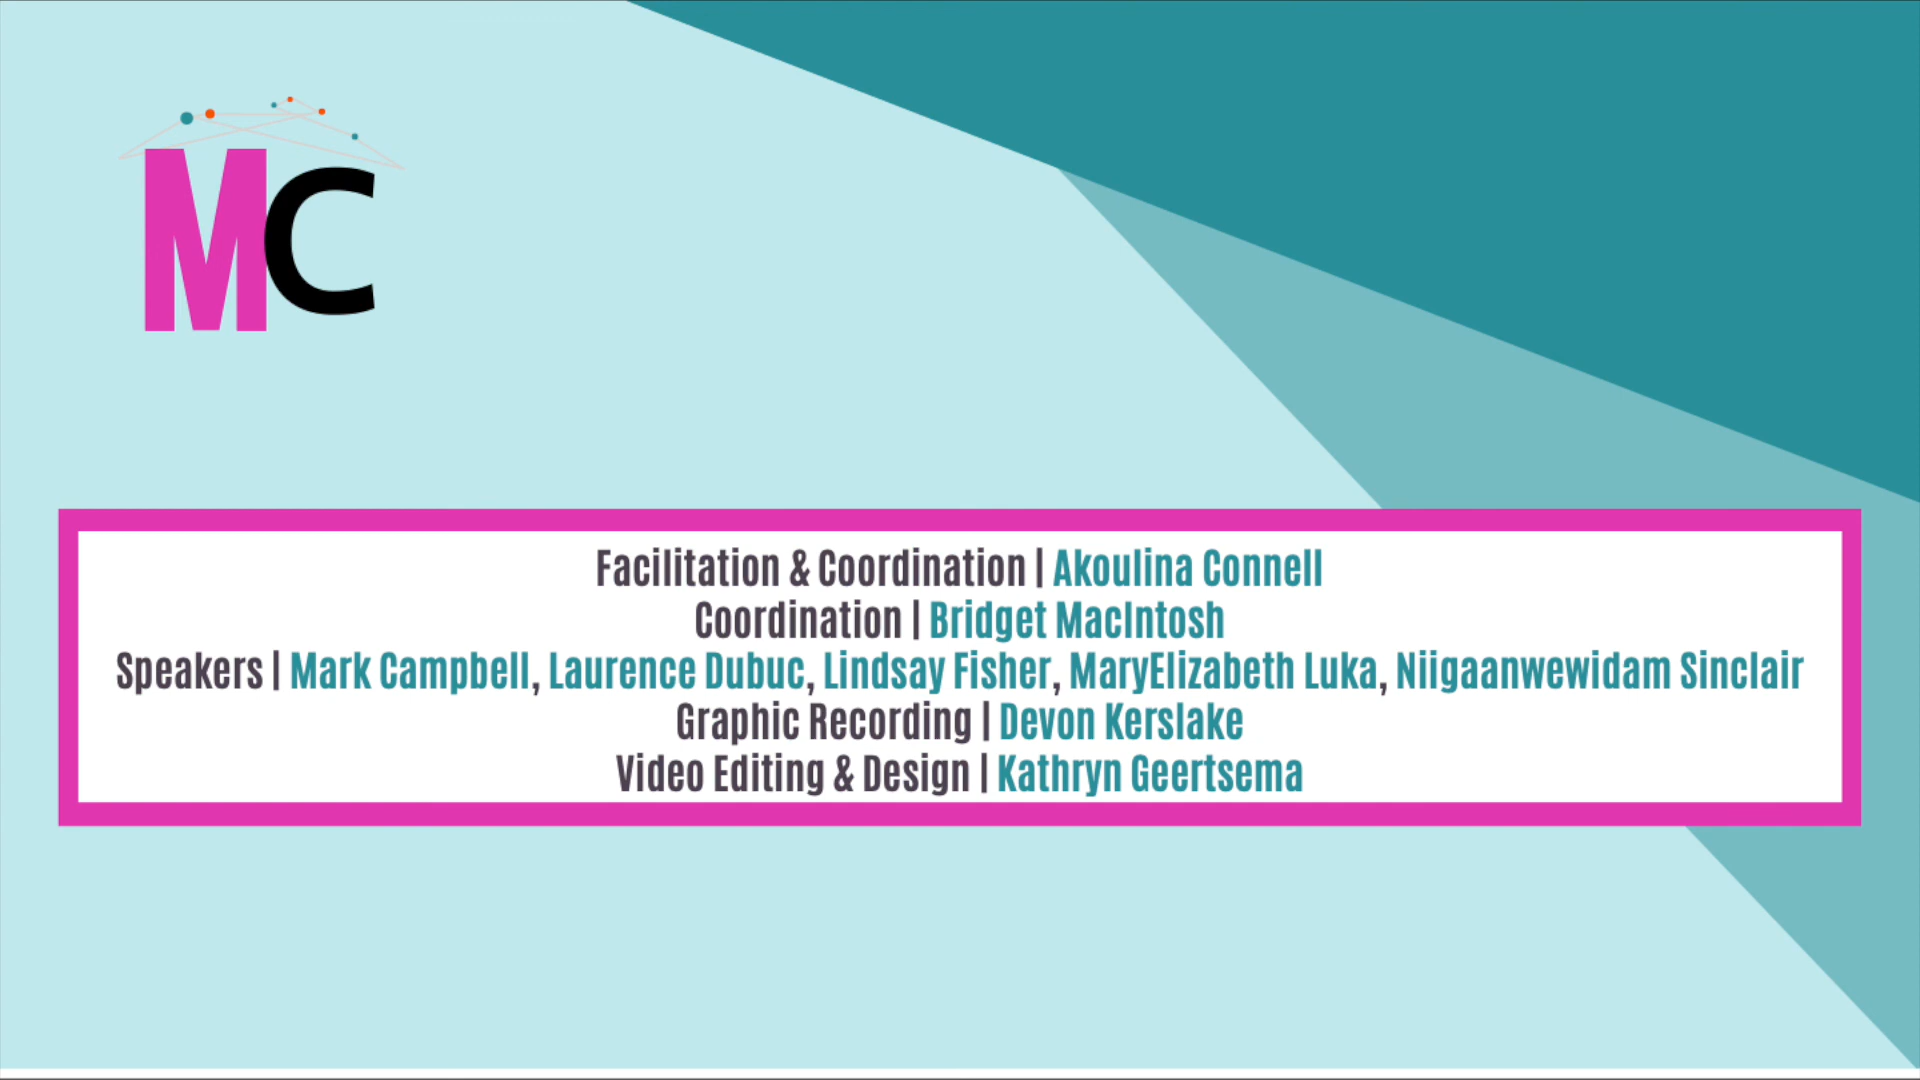 MC
Facilitation & Coordination | Akoulina Connell
Coordination | Bridget MacIntosh
Speakers | Mark Campbell, Laurence Dubuc, Lindsay Fisher, MaryElizabeth Luka, Niigaanwewidam Sinclair
Graphic Recording | Devon Kerslake
Video Editing & Design | Kathryn Geertsema